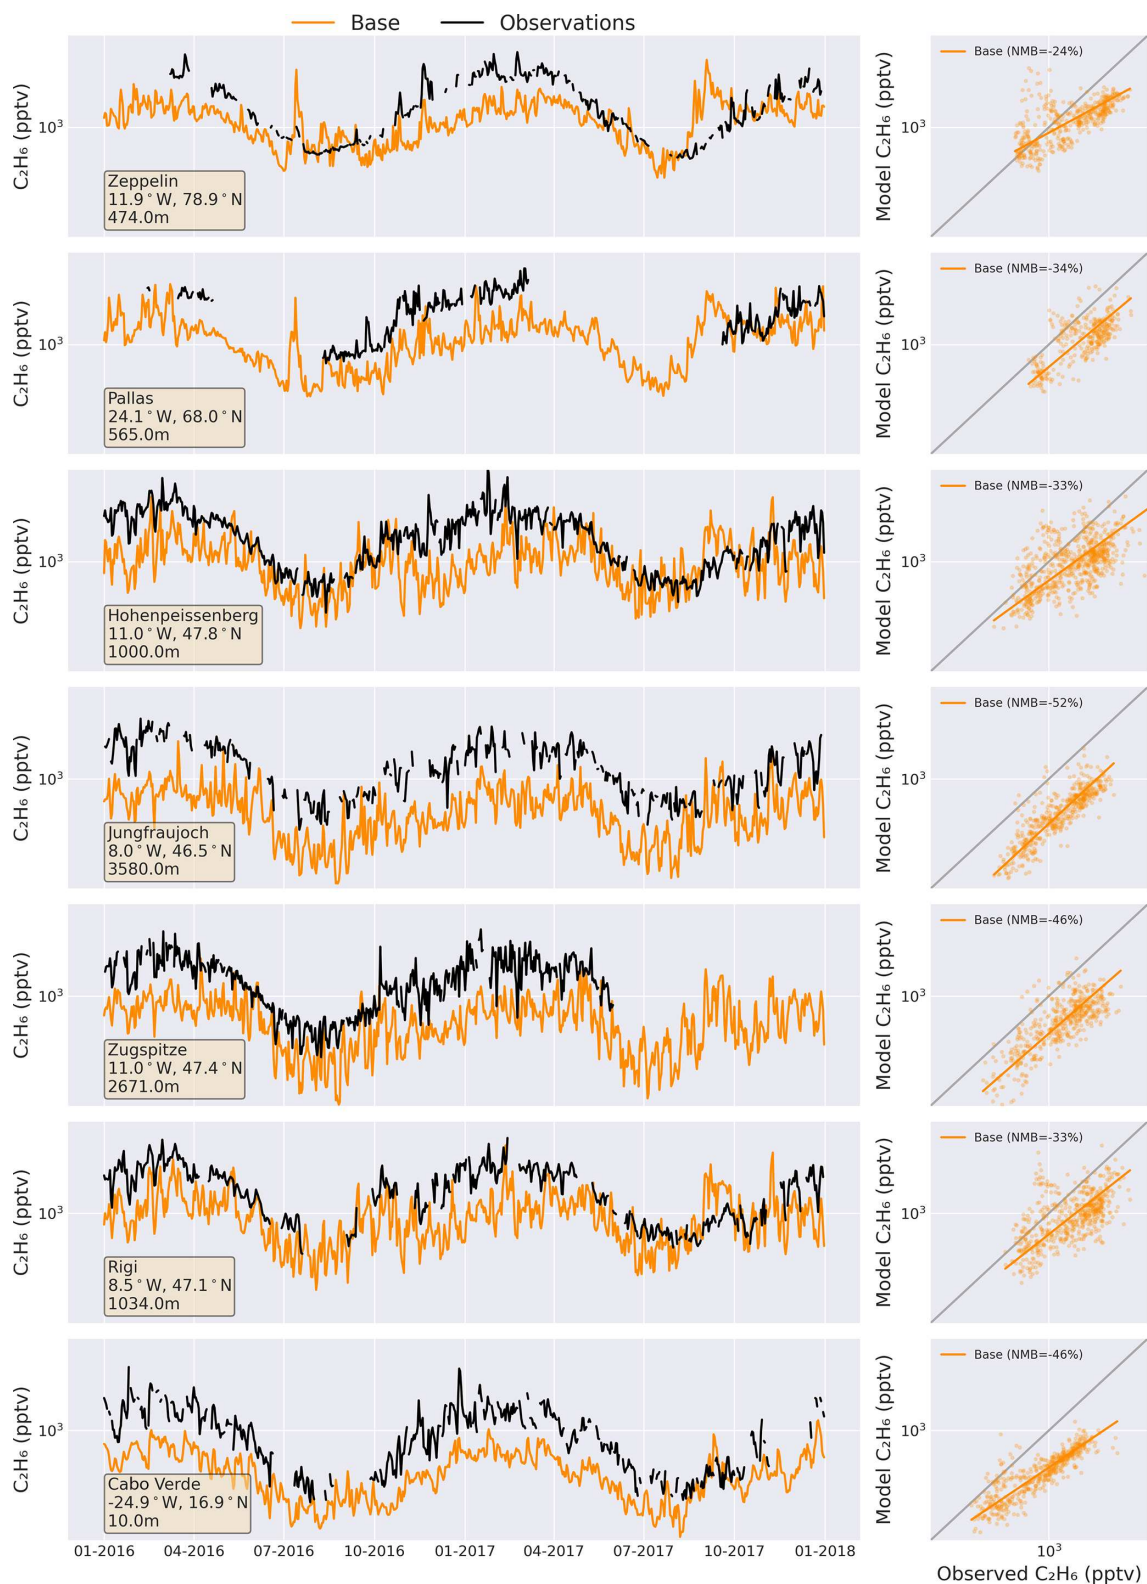 Base
Observations
C₂H₆ (pptv)
10³
Zeppelin
11.9°W, 78.9°N
474.0m
Model C₂H₆ (pptv)
10³
Base (NMB=-24%)
C₂H₆ (pptv)
10³
Pallas
24.1°W, 68.0°N
565.0m
Model C₂H₆ (pptv)
10³
Base (NMB=-34%)
C₂H₆ (pptv)
10³
Hohenpeissenberg
11.0°W, 47.8°N
1000.0m
Model C₂H₆ (pptv)
10³
Base (NMB=-33%)
C₂H₆ (pptv)
10³
Jungfraujoch
8.0°W, 46.5°N
3580.0m
Model C₂H₆ (pptv)
10³
Base (NMB=-52%)
C₂H₆ (pptv)
10³
Zugspitze
11.0°W, 47.4°N
2671.0m
Model C₂H₆ (pptv)
10³
Base (NMB=-46%)
C₂H₆ (pptv)
10³
Rigi
8.5°W, 47.1°N
1034.0m
Model C₂H₆ (pptv)
10³
Base (NMB=-33%)
C₂H₆ (pptv)
10³
Cabo Verde
-24.9°W, 16.9°N
10.0m
Model C₂H₆ (pptv)
10³
Base (NMB=-46%)
01-2016 04-2016 07-2016 10-2016 01-2017 04-2017 07-2017 10-2017 01-2018
10³
Observed C₂H₆ (pptv)